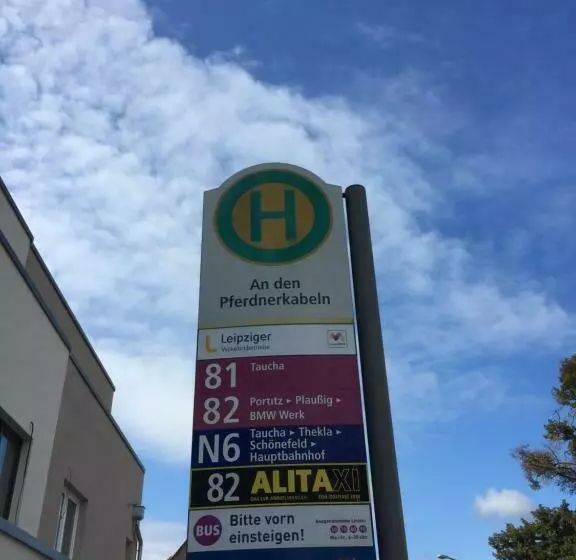 H
An den
Pferdnerkabeln
Leipziger
Verkehrsbetriebe
81 Taucha
82 Portitz ▸ Plaußig ▸
BMW Werk
N6 Taucha ▸ Thekla ▸
Schönefeld ▸
Hauptbahnhof
82 ALITAXI
BUS Bitte vorn
einsteigen!